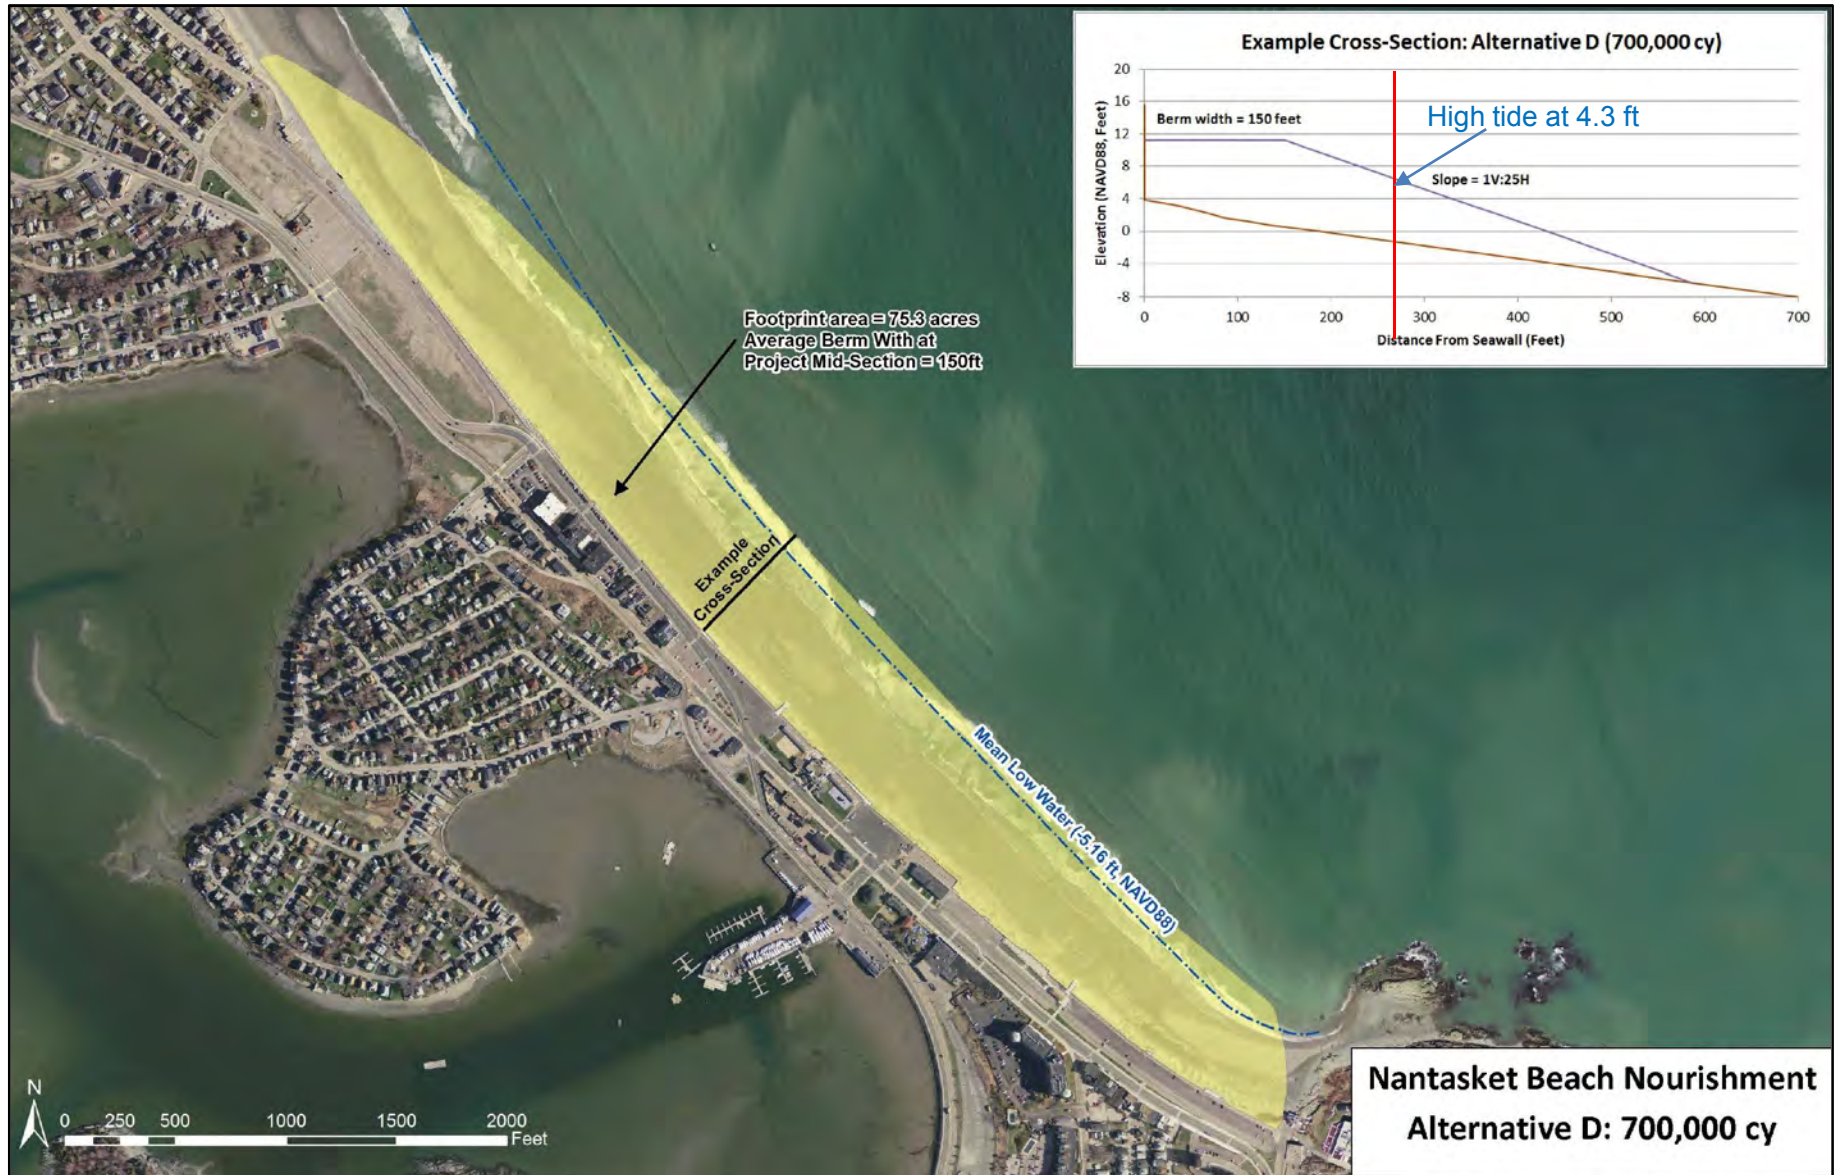 Example Cross-Section: Alternative D (700,000 cy)
20
16
12
8
4
0
-4
-8
Elevation (NAVD88, Feet)
Berm width = 150 feet
High tide at 4.3 ft
Slope = 1V:25H
0 100 200 300 400 500 600 700
Distance From Seawall (Feet)
Footprint area = 75.3 acres
Average Berm With at
Project Mid-Section = 150ft
Example
Cross-Section
Mean Low Water (-5.16 ft, NAVD88)
N
0 250 500 1000 1500 2000
Feet
Nantasket Beach Nourishment
Alternative D: 700,000 cy